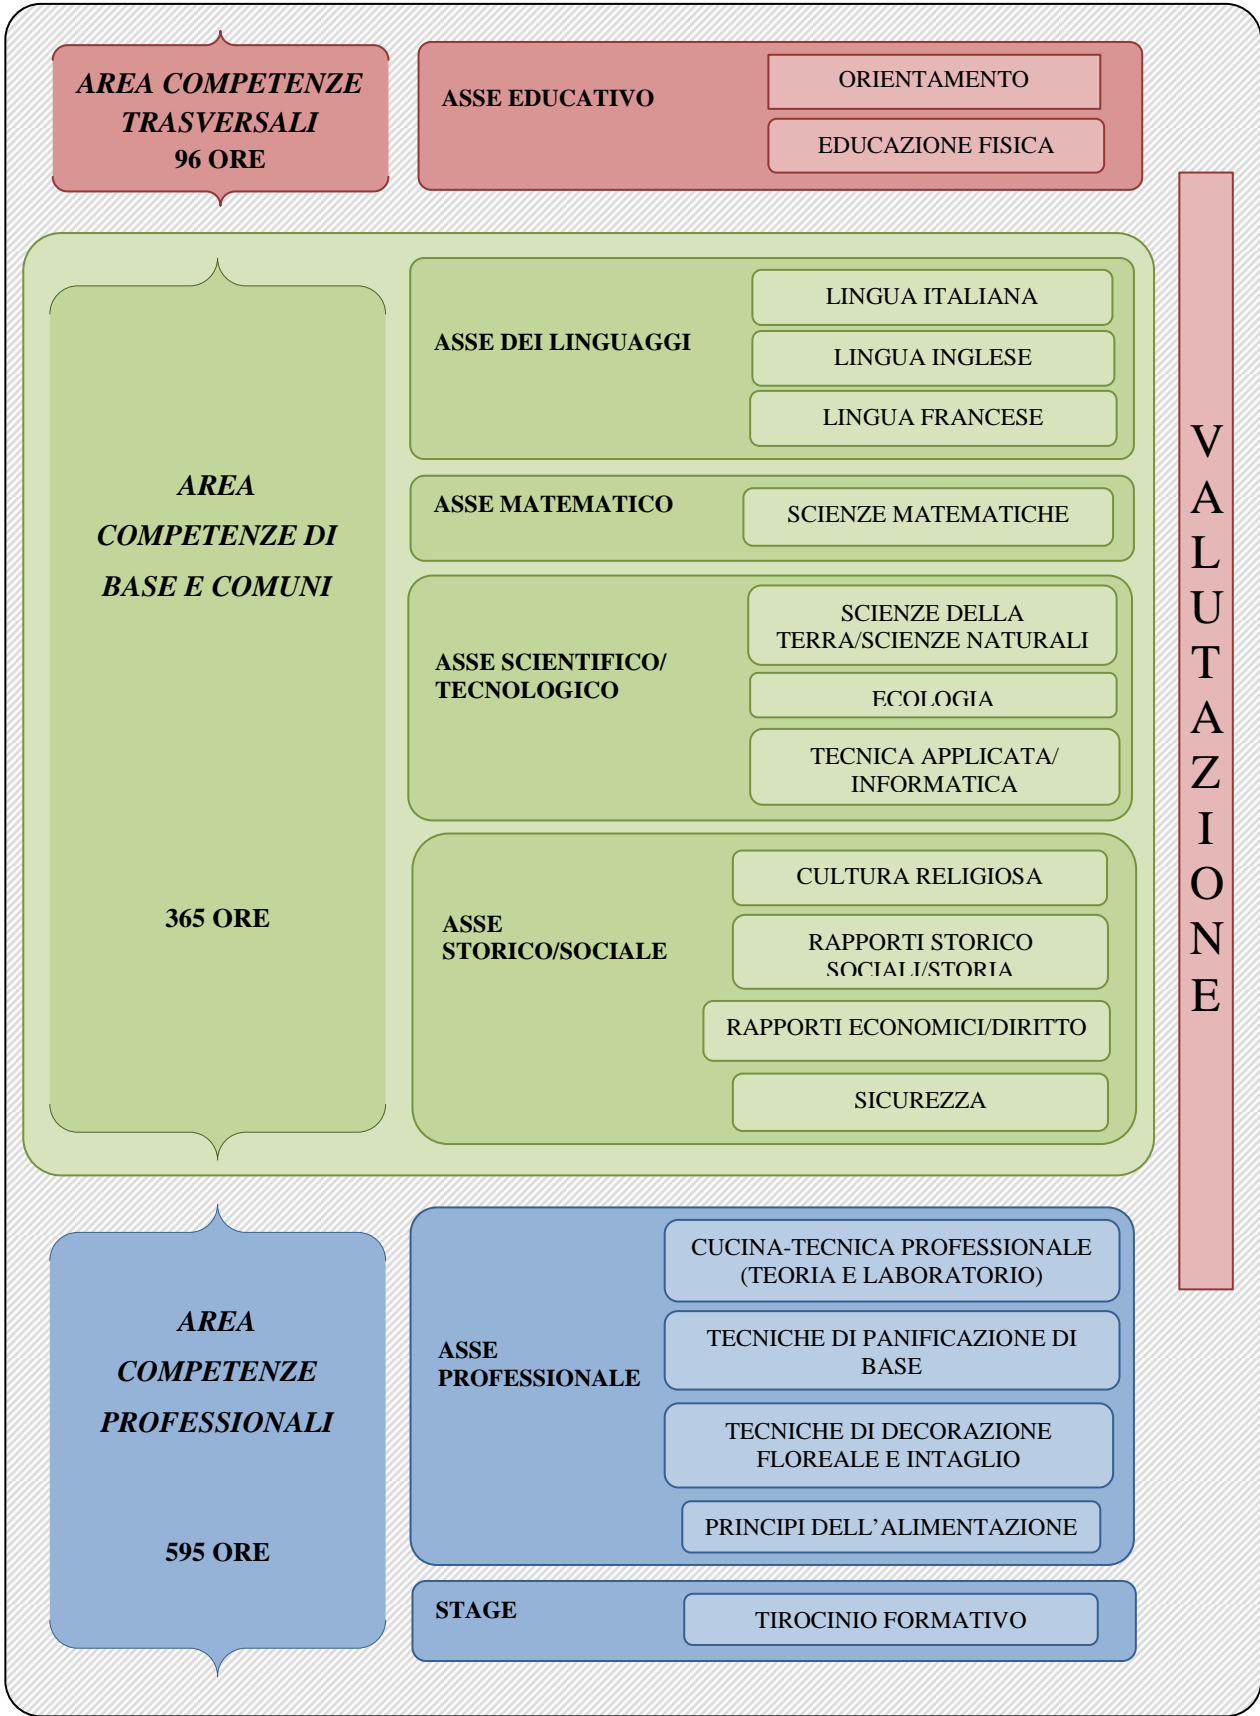 AREA COMPETENZE
TRASVERSALI
96 ORE
ASSE EDUCATIVO
ORIENTAMENTO
EDUCAZIONE FISICA
AREA
COMPETENZE DI
BASE E COMUNI
365 ORE
ASSE DEI LINGUAGGI
LINGUA ITALIANA
LINGUA INGLESE
LINGUA FRANCESE
ASSE MATEMATICO
SCIENZE MATEMATICHE
ASSE SCIENTIFICO/
TECNOLOGICO
SCIENZE DELLA
TERRA/SCIENZE NATURALI
ECOLOGIA
TECNICA APPLICATA/
INFORMATICA
ASSE
STORICO/SOCIALE
CULTURA RELIGIOSA
RAPPORTI STORICO
SOCIALI/STORIA
RAPPORTI ECONOMICI/DIRITTO
SICUREZZA
AREA
COMPETENZE
PROFESSIONALI
595 ORE
ASSE
PROFESSIONALE
CUCINA-TECNICA PROFESSIONALE
(TEORIA E LABORATORIO)
TECNICHE DI PANIFICAZIONE DI
BASE
TECNICHE DI DECORAZIONE
FLOREALE E INTAGLIO
PRINCIPI DELL’ALIMENTAZIONE
STAGE
TIROCINIO FORMATIVO
VALUTAZIONE